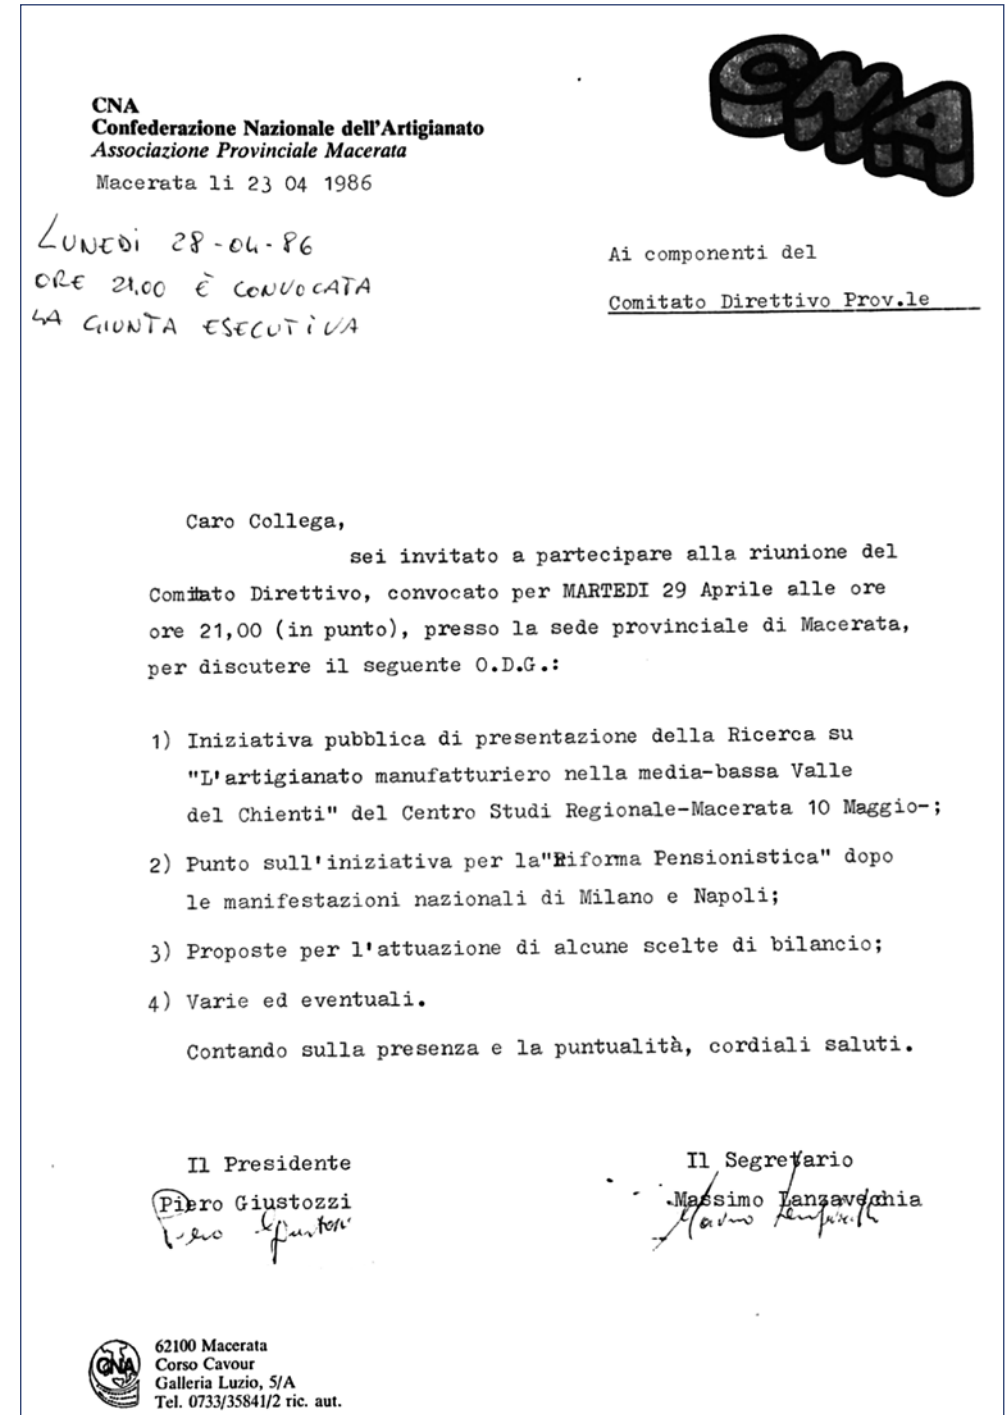 CNA
CNA
Confederazione Nazionale dell'Artigianato
Associazione Provinciale Macerata
Macerata li 23 04 1986
LUNEDì 28-04-86
ORE 21,00 È CONVOCATA
LA GIUNTA ESECUTIVA
Ai componenti del
Comitato Direttivo Prov.le
Caro Collega,
sei invitato a partecipare alla riunione del
Comitato Direttivo, convocato per MARTEDI 29 Aprile alle ore
ore 21,00 (in punto), presso la sede provinciale di Macerata,
per discutere il seguente O.D.G.:
1) Iniziativa pubblica di presentazione della Ricerca su
"L'artigianato manufatturiero nella media-bassa Valle
del Chienti" del Centro Studi Regionale-Macerata 10 Maggio-;
2) Punto sull'iniziativa per la"Riforma Pensionistica" dopo
le manifestazioni nazionali di Milano e Napoli;
3) Proposte per l'attuazione di alcune scelte di bilancio;
4) Varie ed eventuali.
Contando sulla presenza e la puntualità, cordiali saluti.
Il Presidente
Piero Giustozzi
Il Segretario
Massimo Lanzavecchia
CNA
62100 Macerata
Corso Cavour
Galleria Luzio, 5/A
Tel. 0733/35841/2 ric. aut.